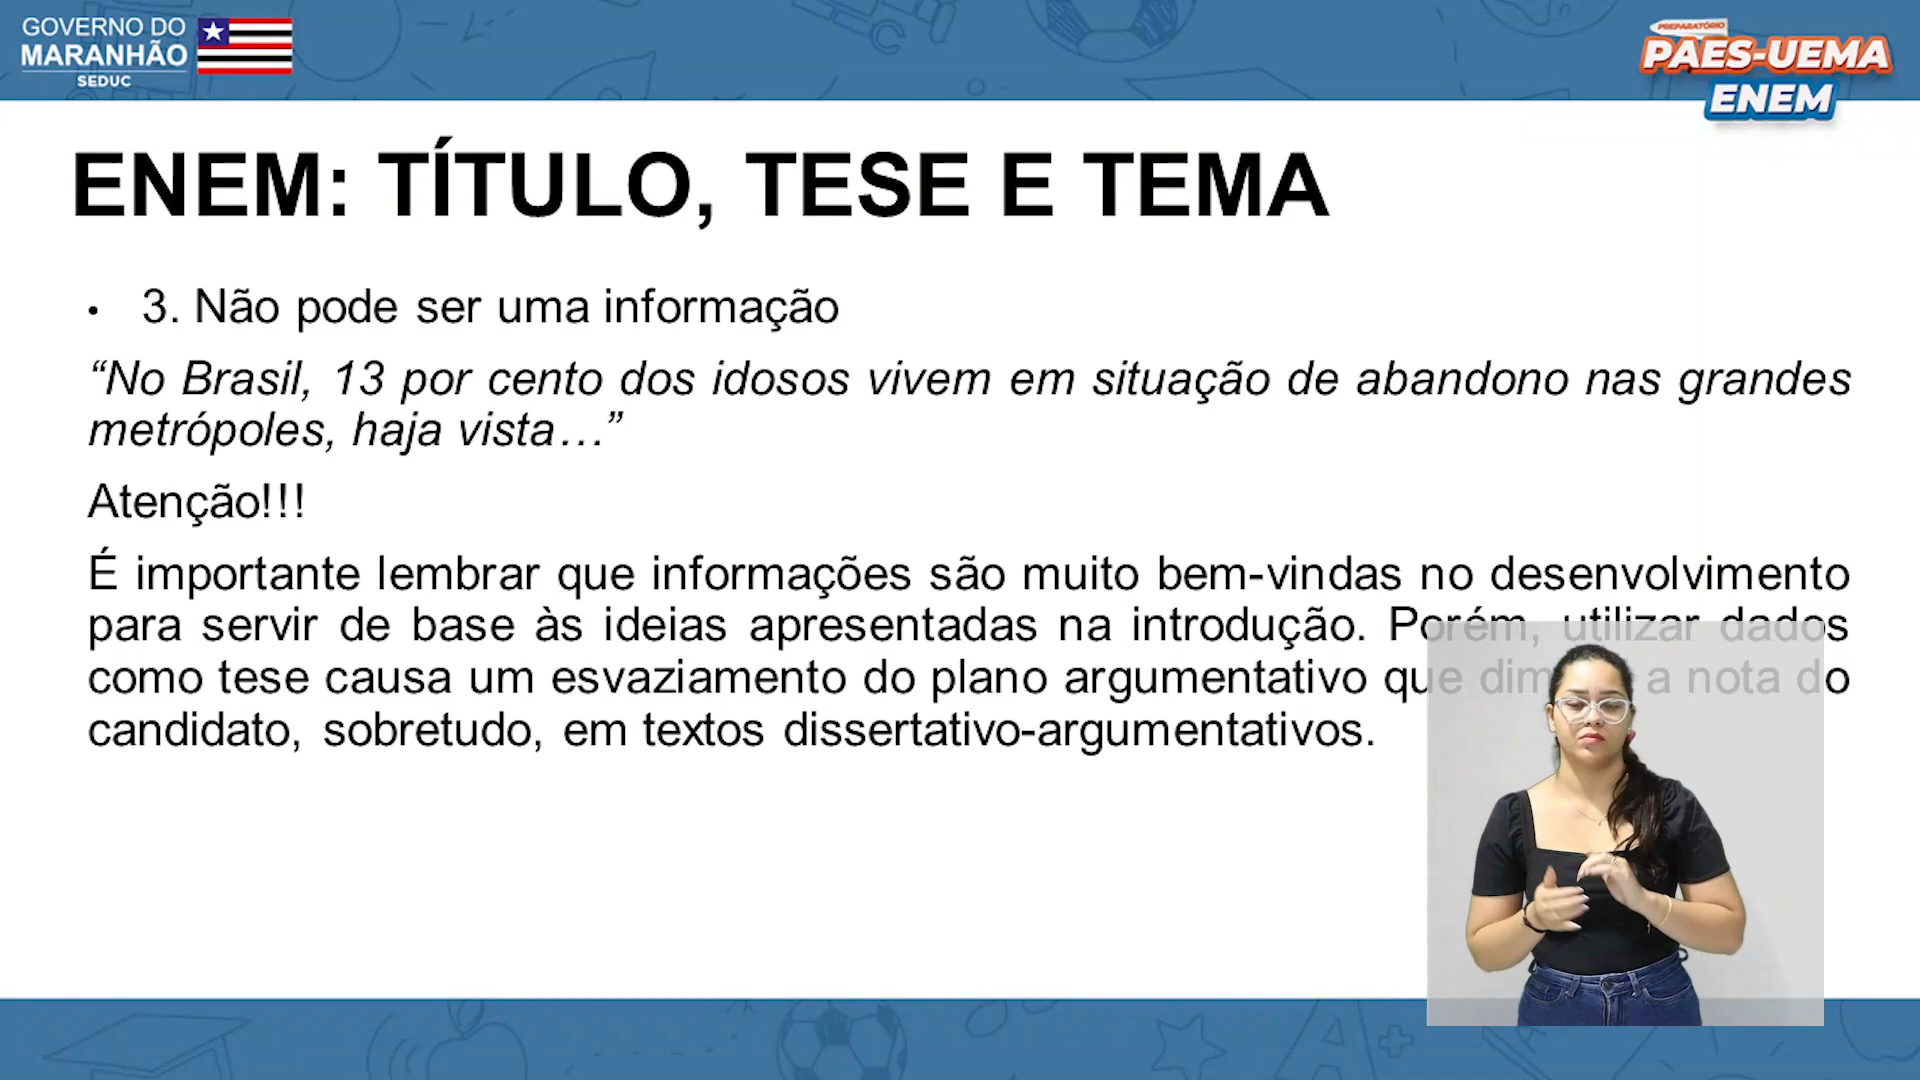 GOVERNO DO
MARANHÃO
SEDUC
PREPARATÓRIO
PAES-UEMA
ENEM
ENEM: TÍTULO, TESE E TEMA
• 3. Não pode ser uma informação
“No Brasil, 13 por cento dos idosos vivem em situação de abandono nas grandes
metrópoles, haja vista…”
Atenção!!!
É importante lembrar que informações são muito bem-vindas no desenvolvimento
para servir de base às ideias apresentadas na introdução. Porém, utilizar dados
como tese causa um esvaziamento do plano argumentativo que a nota do
candidato, sobretudo, em textos dissertativo-argumentativos.